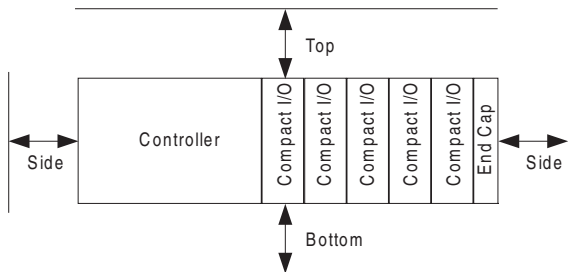 Top
Side
Controller
Compact I/O
Compact I/O
Compact I/O
Compact I/O
Compact I/O
End Cap
Side
Bottom